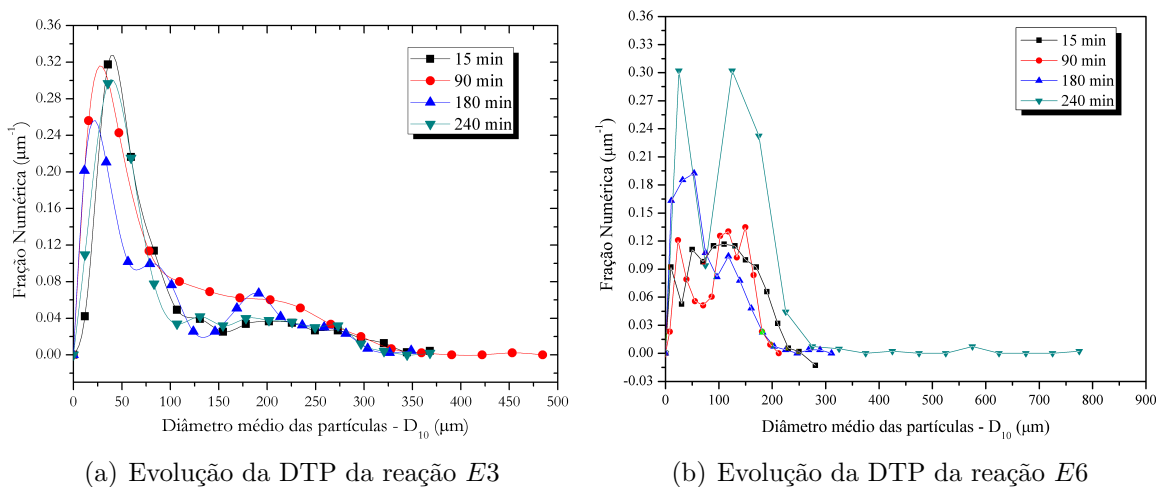 0.36
0.32
0.28
0.24
0.20
0.16
0.12
0.08
0.04
0.00
Fração Numérica (μm⁻¹)
15 min
90 min
180 min
240 min
0 50 100 150 200 250 300 350 400 450 500
Diâmetro médio das partículas - D₁₀ (μm)
(a) Evolução da DTP da reação E3
0.36
0.33
0.30
0.27
0.24
0.21
0.18
0.15
0.12
0.09
0.06
0.03
0.00
-0.03
Fração Numérica (μm⁻¹)
15 min
90 min
180 min
240 min
0 100 200 300 400 500 600 700 800 900
Diâmetro médio das partículas - D₁₀ (μm)
(b) Evolução da DTP da reação E6